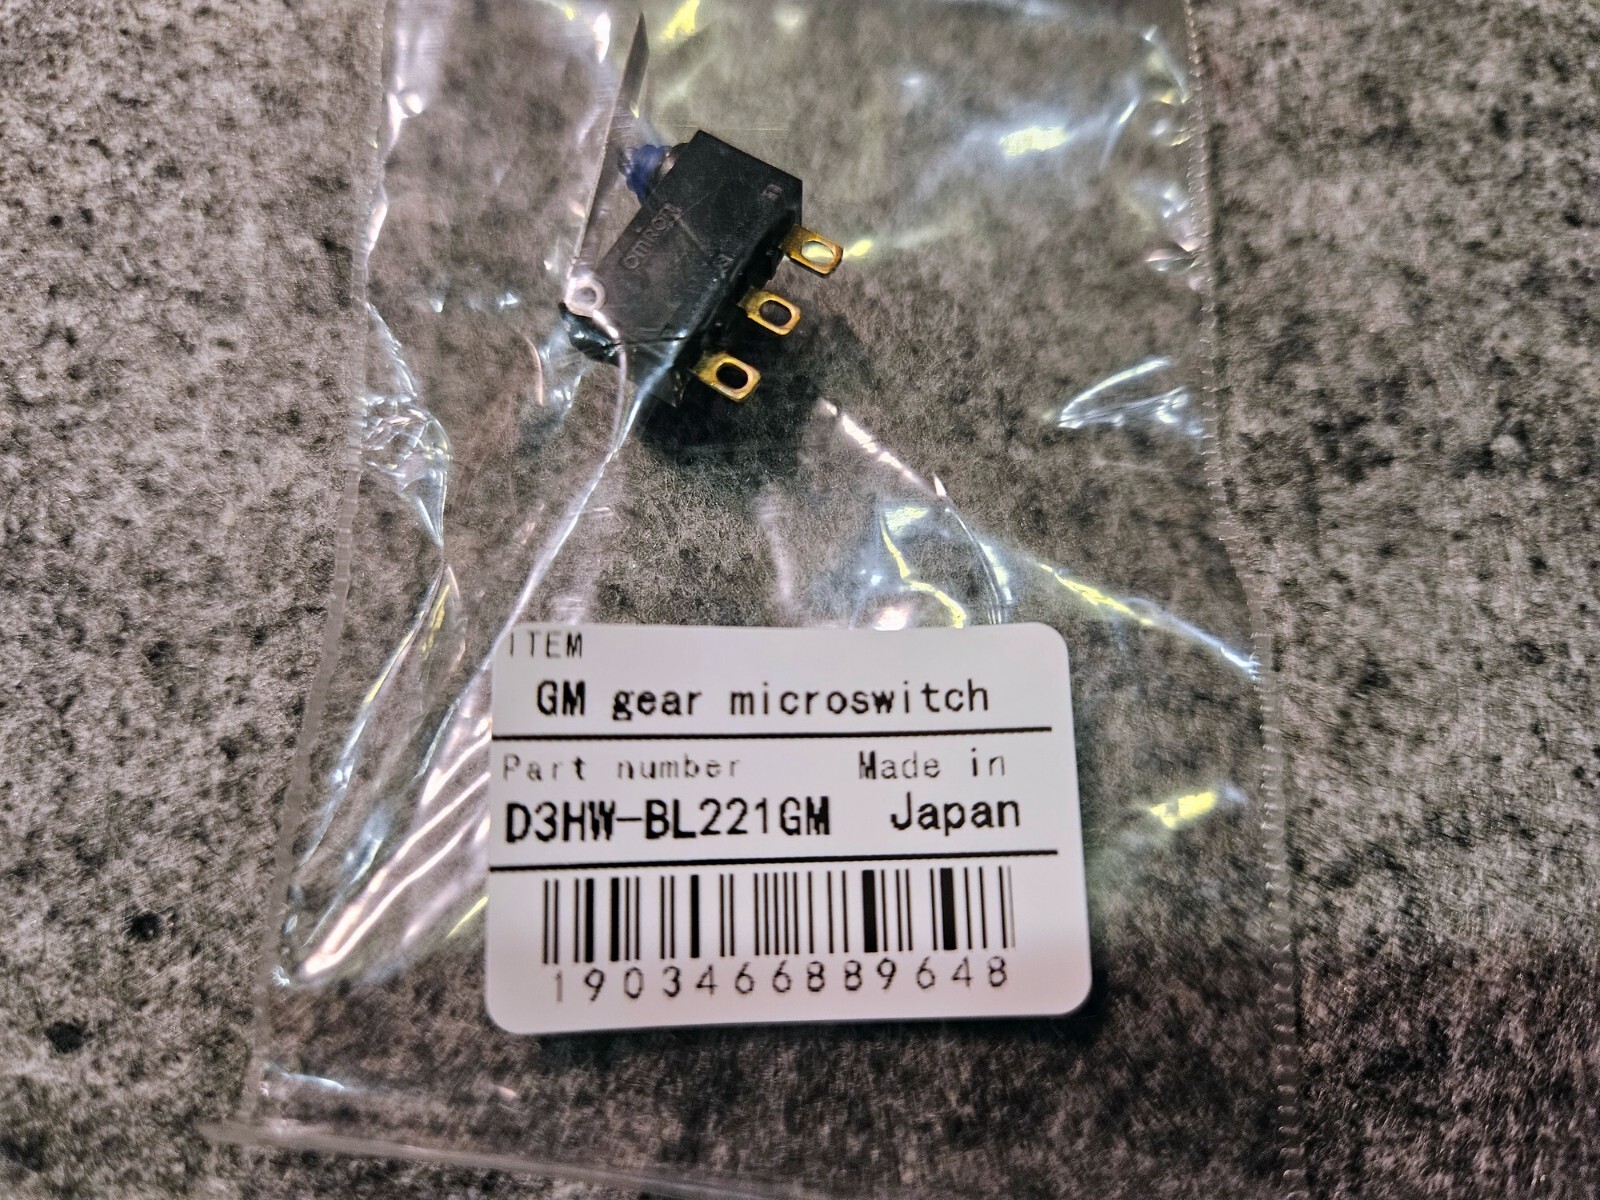 omron
ITEM
GM gear microswitch
Part number Made in
D3HW-BL221GM Japan
1903466889648